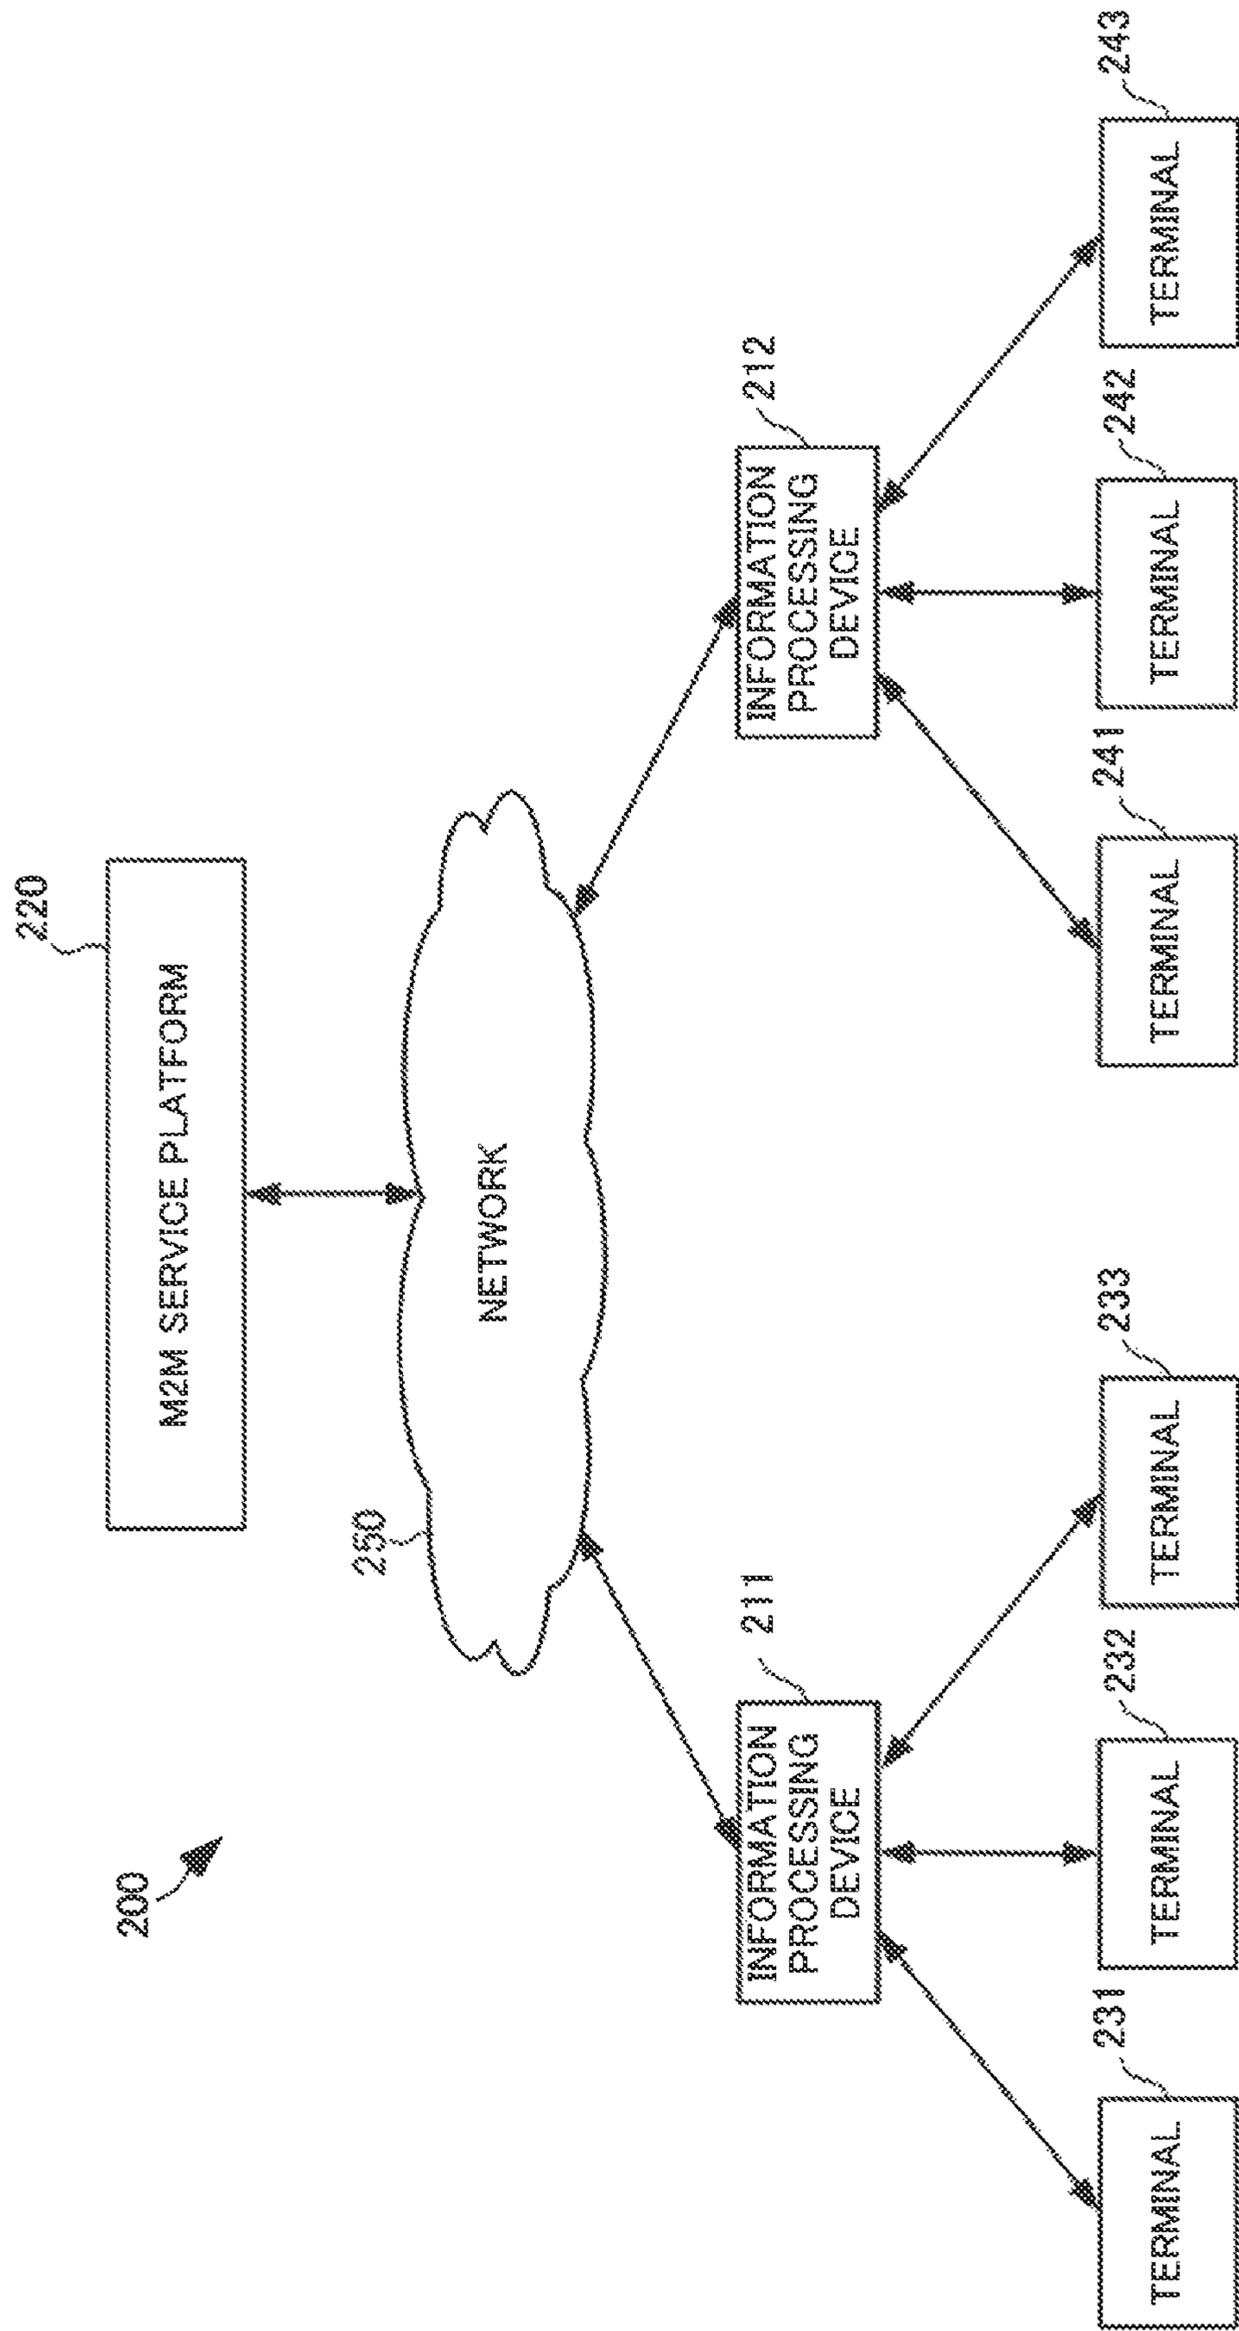 200
220
M2M SERVICE PLATFORM
250
NETWORK
211
INFORMATION
PROCESSING
DEVICE
212
INFORMATION
PROCESSING
DEVICE
231
TERMINAL
232
TERMINAL
233
TERMINAL
241
TERMINAL
242
TERMINAL
243
TERMINAL